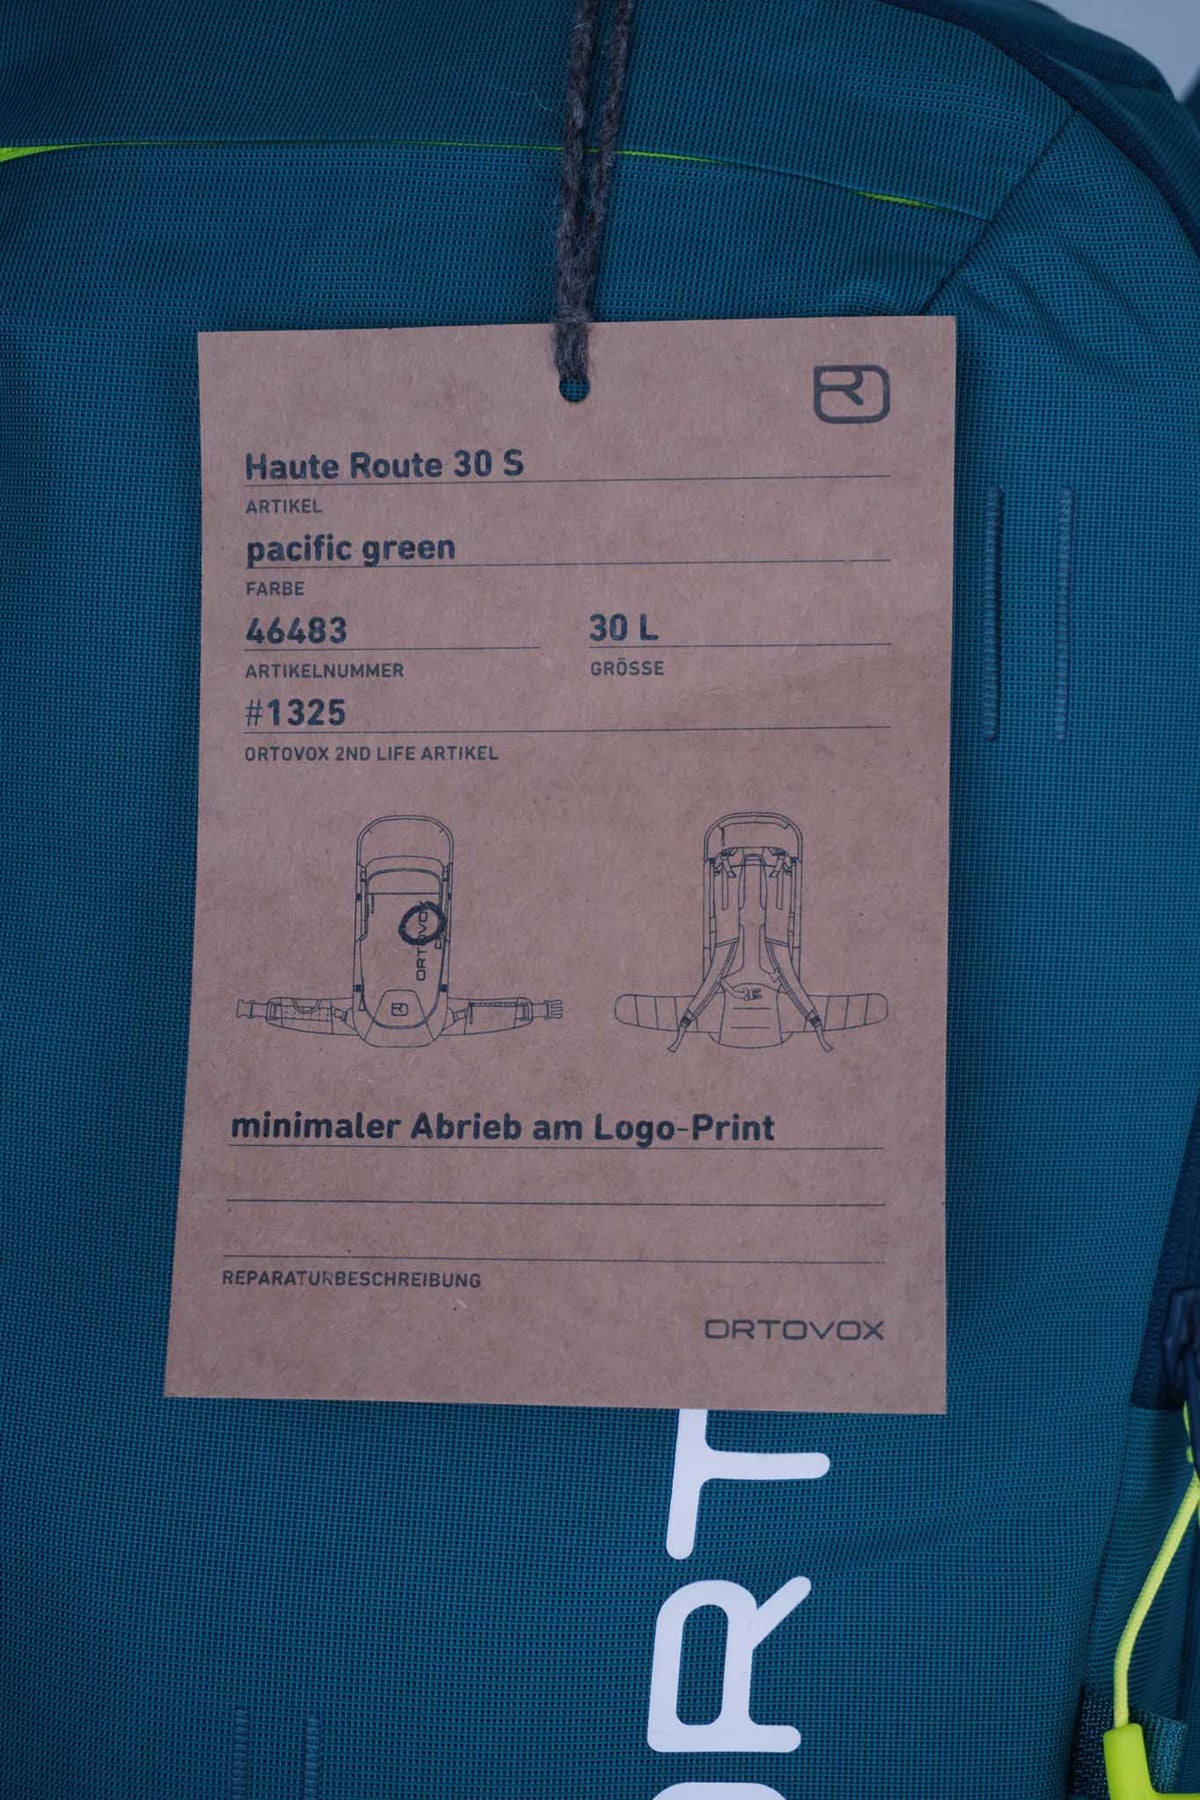 Haute Route 30 S
ARTIKEL
pacific green
FARBE
46483
30 L
ARTIKELNUMMER
GRÖSSE
#1325
ORTOVOX 2ND LIFE ARTIKEL
ORTOVOX
minimaler Abrieb am Logo-Print
REPARATURBESCHREIBUNG
ORTOVOX
ORT